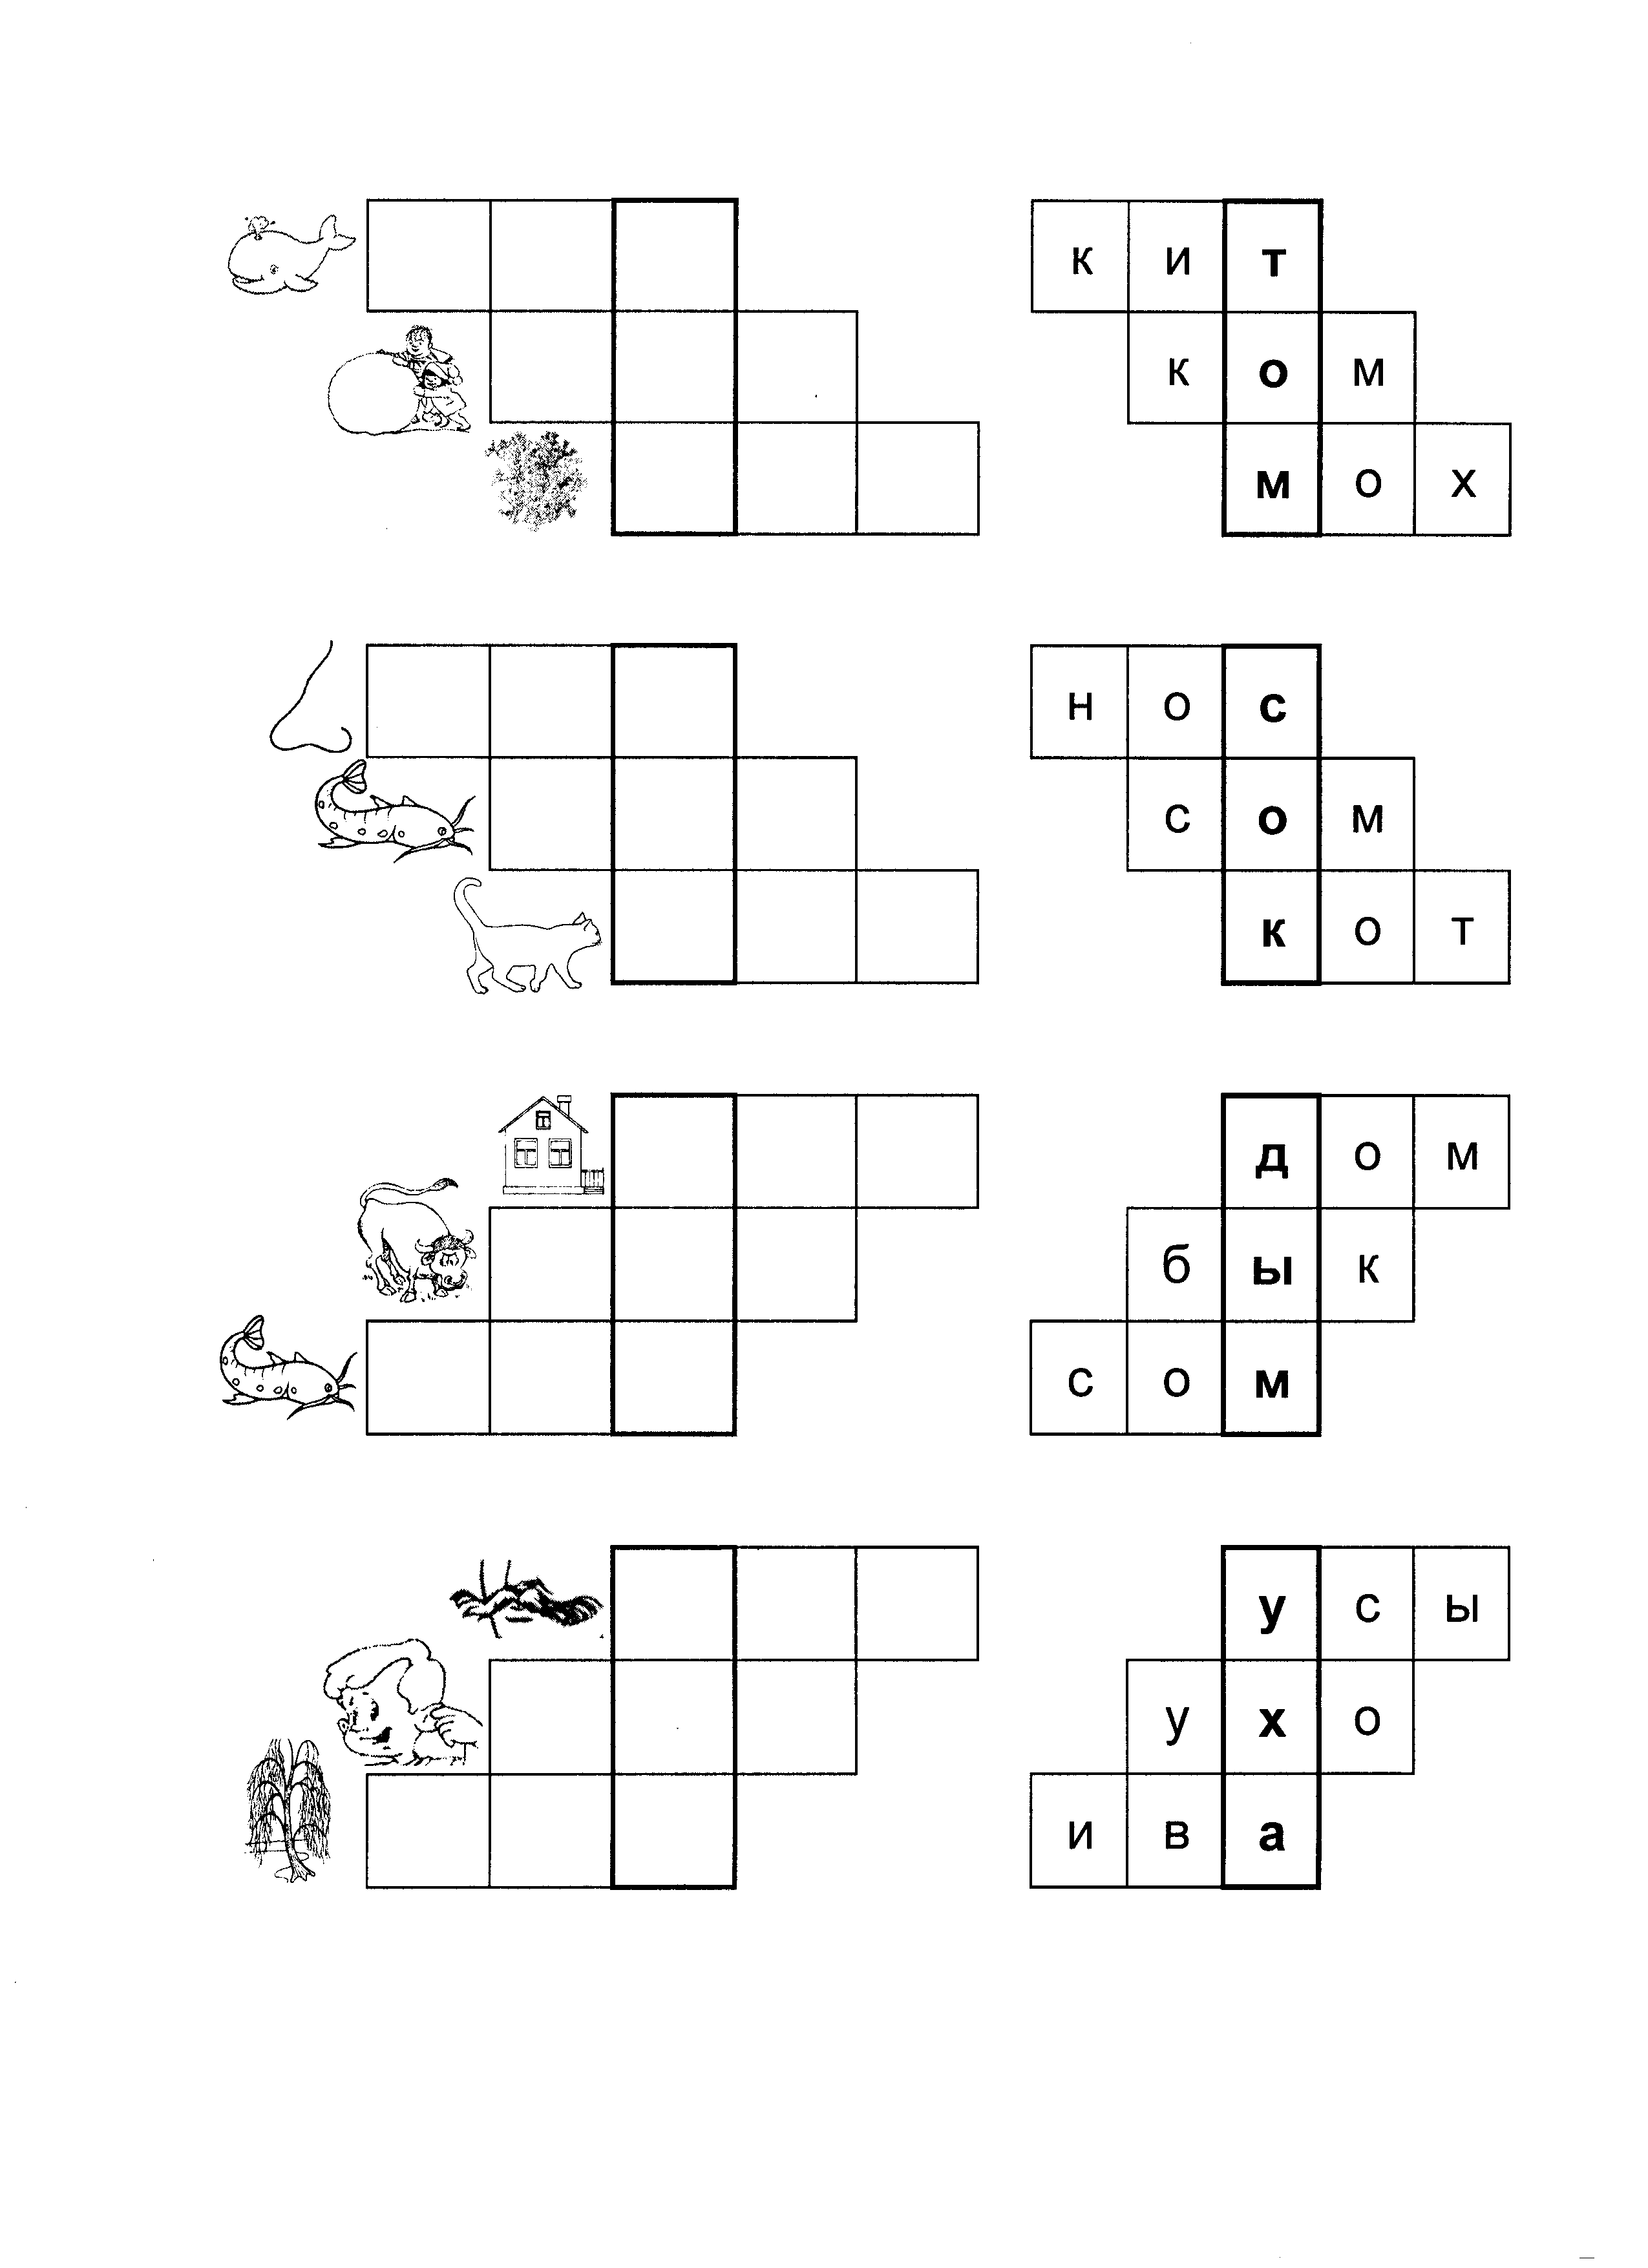 к и т
к о м
м о х
н о с
с о м
к о т
д о м
б ы к
с о м
у с ы
у х о
и в а